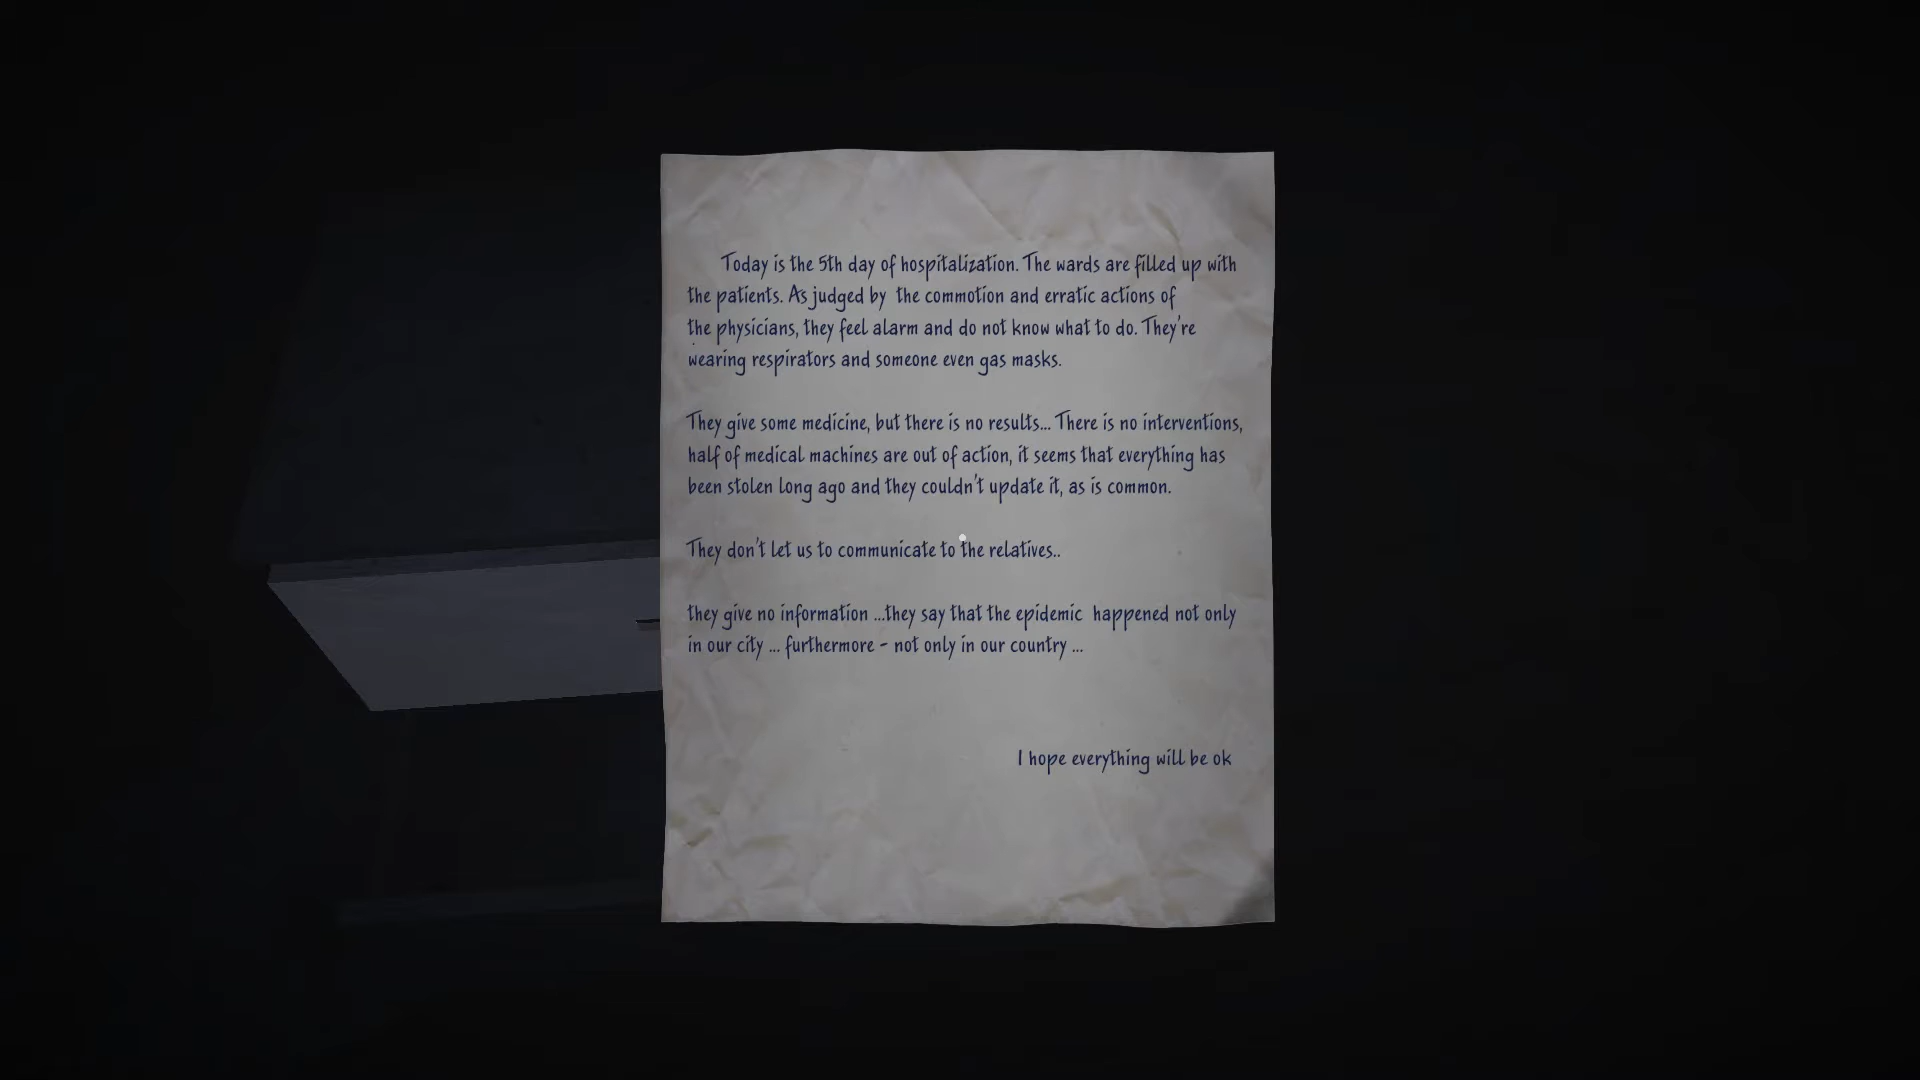 Today is the 5th day of hospitalization. The wards are filled up with
the patients. As judged by the commotion and erratic actions of
the physicians, they feel alarm and do not know what to do. They're
wearing respirators and someone even gas masks.
They give some medicine, but there is no results... There is no interventions,
half of medical machines are out of action, it seems that everything has
been stolen long ago and they couldn't update it, as is common.
They don't let us to communicate to the relatives..
they give no information ...they say that the epidemic happened not only
in our city ... furthermore - not only in our country ...
I hope everything will be ok